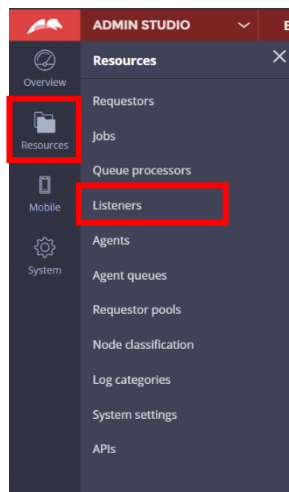 ADMIN STUDIO
Overview
Resources
Mobile
System
Resources
Requestors
Jobs
Queue processors
Listeners
Agents
Agent queues
Requestor pools
Node classification
Log categories
System settings
APIs